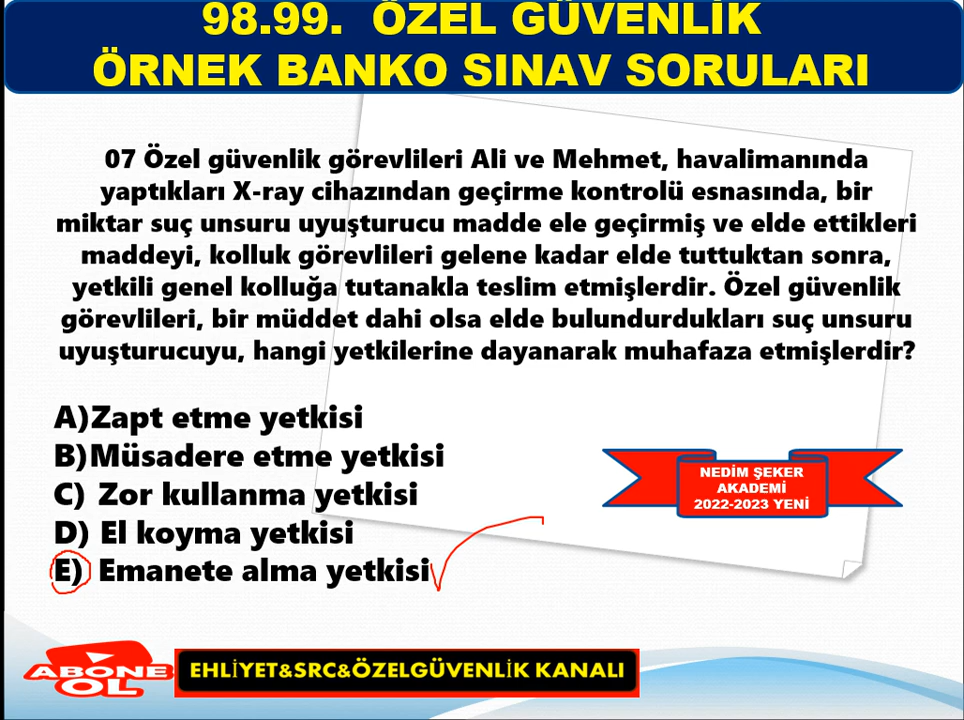 98.99. ÖZEL GÜVENLİK
ÖRNEK BANKO SINAV SORULARI
07 Özel güvenlik görevlileri Ali ve Mehmet, havalimanında
yaptıkları X-ray cihazından geçirme kontrolü esnasında, bir
miktar suç unsuru uyuşturucu madde ele geçirmiş ve elde ettikleri
maddeyi, kolluk görevlileri gelene kadar elde tuttuktan sonra,
yetkili genel kolluğa tutanakla teslim etmişlerdir. Özel güvenlik
görevlileri, bir müddet dahi olsa elde bulundurdukları suç unsuru
uyuşturucuyu, hangi yetkilerine dayanarak muhafaza etmişlerdir?
A)Zapt etme yetkisi
B)Müsadere etme yetkisi
C) Zor kullanma yetkisi
D) El koyma yetkisi
E) Emanete alma yetkisi
NEDİM ŞEKER
AKADEMİ
2022-2023 YENİ
ABONE
OL
EHLİYET&SRC&ÖZELGÜVENLİK KANALI